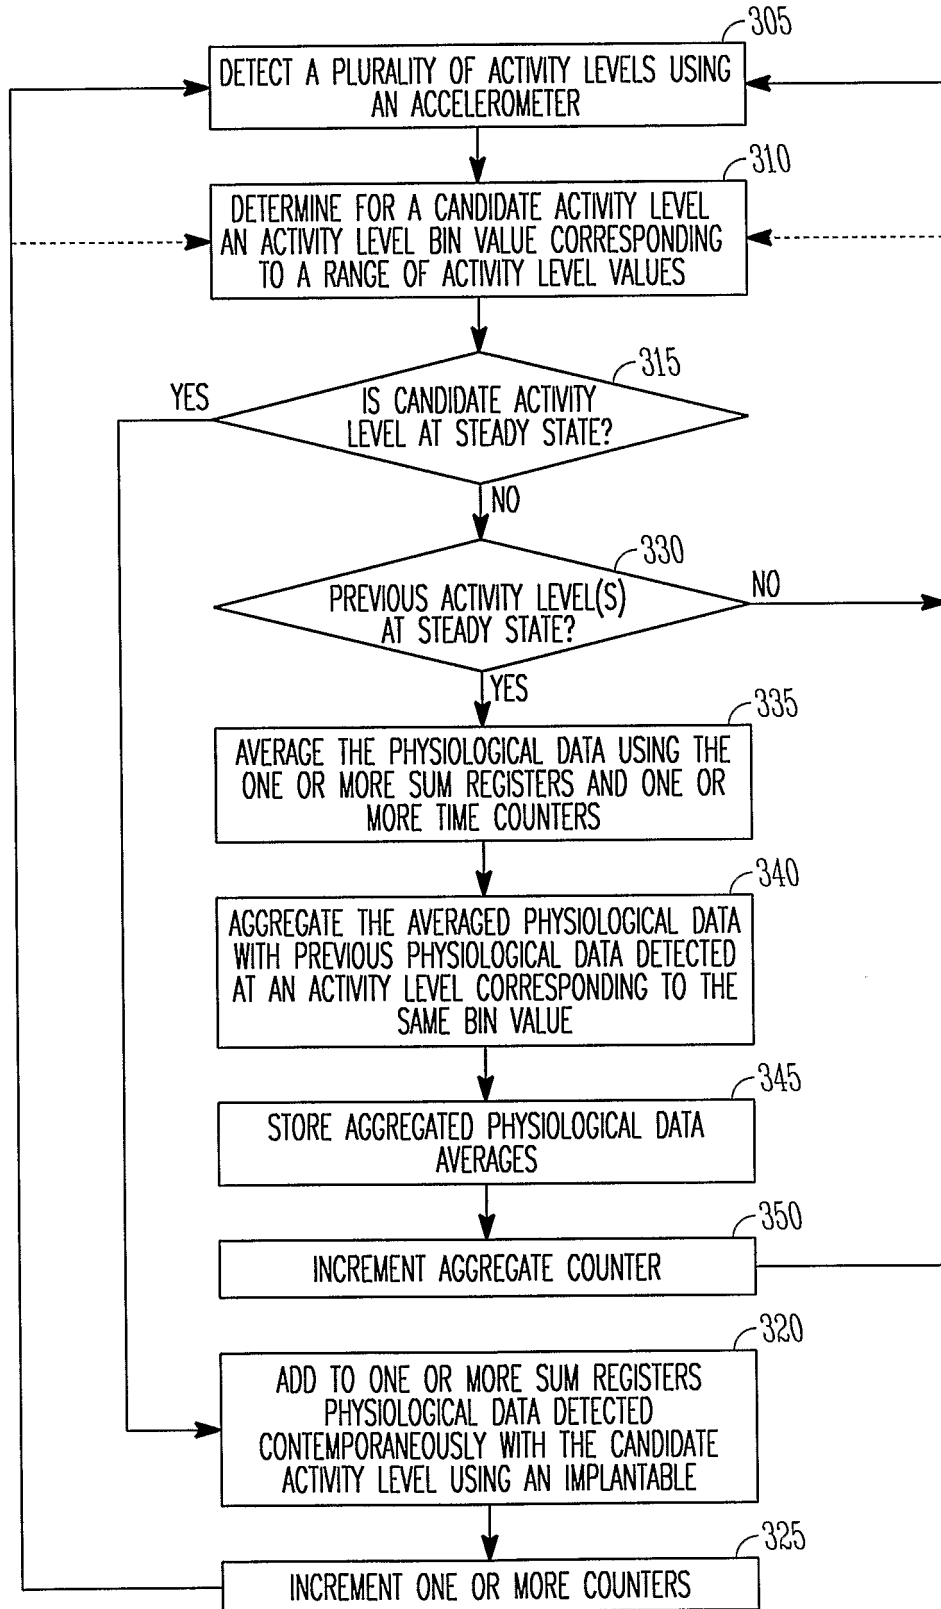 305
DETECT A PLURALITY OF ACTIVITY LEVELS USING
AN ACCELEROMETER
310
DETERMINE FOR A CANDIDATE ACTIVITY LEVEL
AN ACTIVITY LEVEL BIN VALUE CORRESPONDING
TO A RANGE OF ACTIVITY LEVEL VALUES
315
YES
IS CANDIDATE ACTIVITY
LEVEL AT STEADY STATE?
NO
330
NO
PREVIOUS ACTIVITY LEVEL(S)
AT STEADY STATE?
YES
335
AVERAGE THE PHYSIOLOGICAL DATA USING THE
ONE OR MORE SUM REGISTERS AND ONE OR
MORE TIME COUNTERS
340
AGGREGATE THE AVERAGED PHYSIOLOGICAL DATA
WITH PREVIOUS PHYSIOLOGICAL DATA DETECTED
AT AN ACTIVITY LEVEL CORRESPONDING TO THE
SAME BIN VALUE
345
STORE AGGREGATED PHYSIOLOGICAL DATA
AVERAGES
350
INCREMENT AGGREGATE COUNTER
320
ADD TO ONE OR MORE SUM REGISTERS
PHYSIOLOGICAL DATA DETECTED
CONTEMPORANEOUSLY WITH THE CANDIDATE
ACTIVITY LEVEL USING AN IMPLANTABLE
325
INCREMENT ONE OR MORE COUNTERS